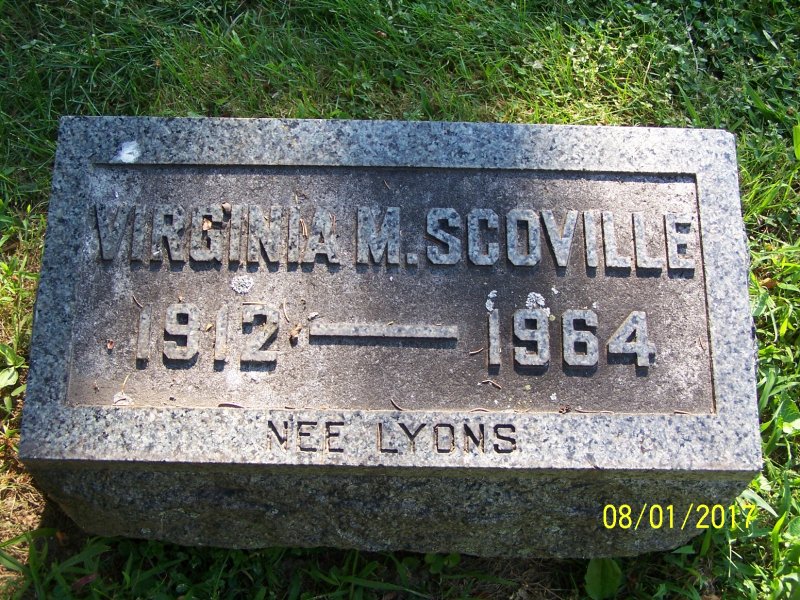 VIRGINIA M. SCOVILLE
1912 — 1964
NEE LYONS
08/01/2017